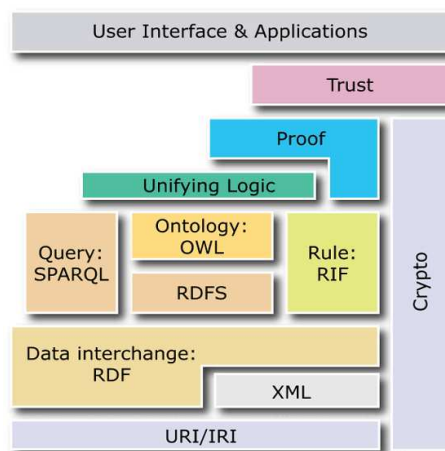 User Interface & Applications
Trust
Proof
Unifying Logic
Query:
SPARQL
Ontology:
OWL
RDFS
Rule:
RIF
Crypto
Data interchange:
RDF
XML
URI/IRI